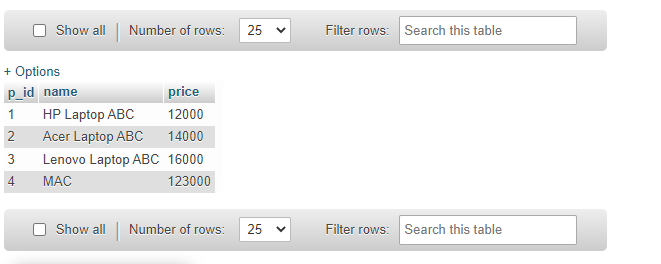 Show all Number of rows: 25 Filter rows: Search this table
+ Options
p_id name price
1 HP Laptop ABC 12000
2 Acer Laptop ABC 14000
3 Lenovo Laptop ABC 16000
4 MAC 123000
Show all Number of rows: 25 Filter rows: Search this table